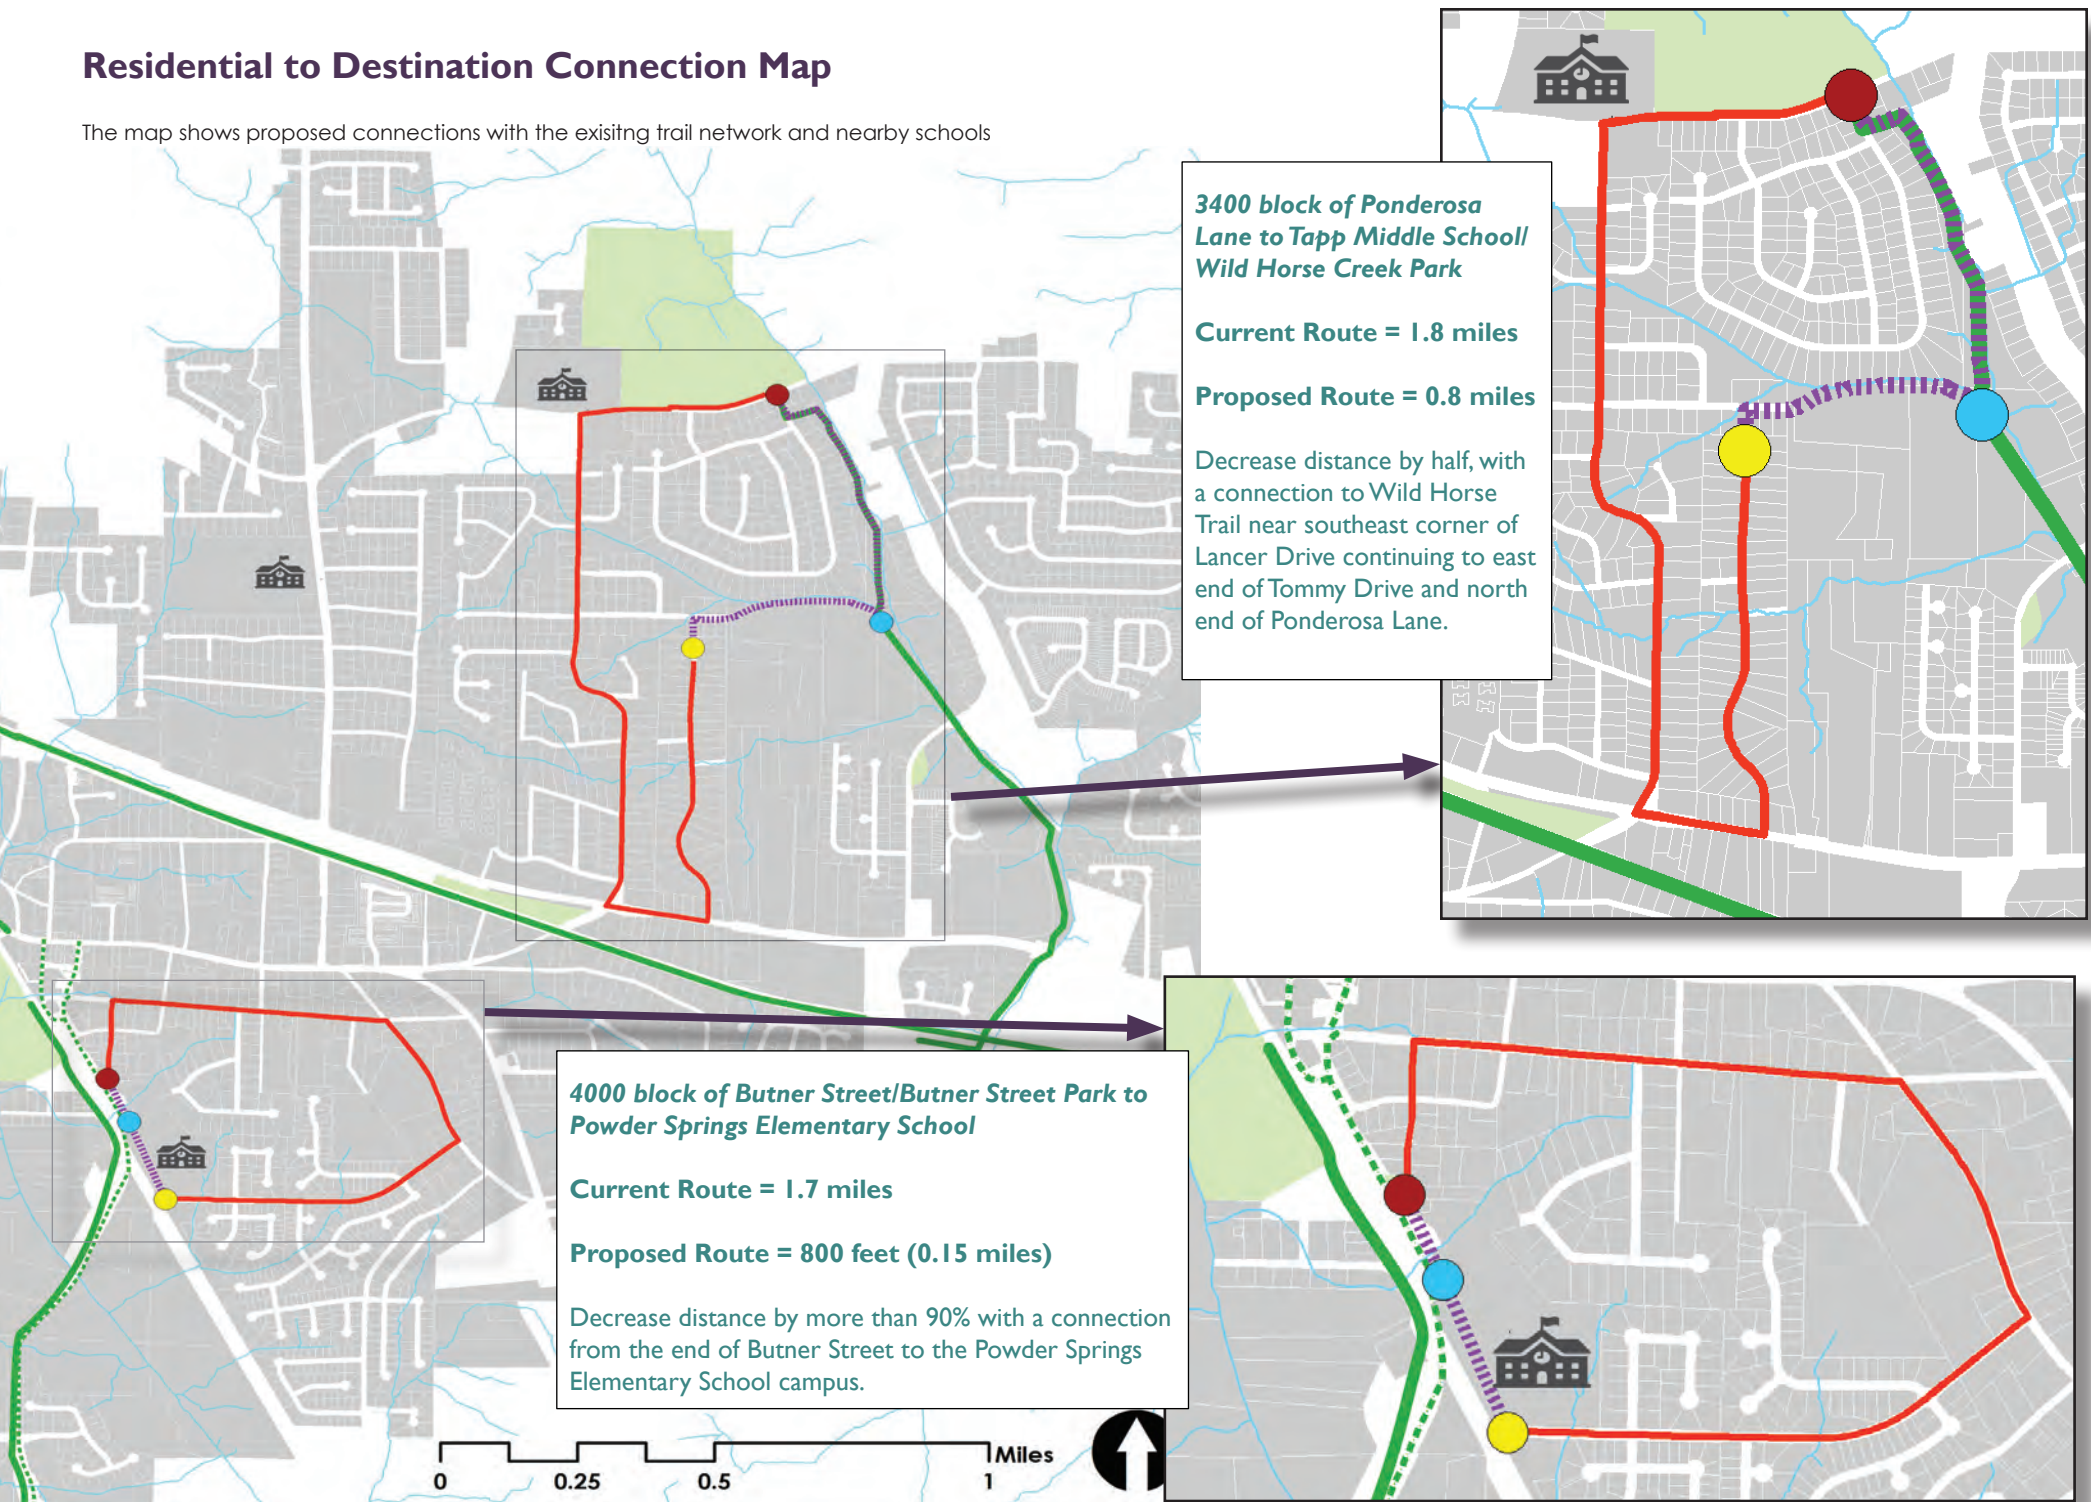 Residential to Destination Connection Map
The map shows proposed connections with the exisitng trail network and nearby schools
3400 block of Ponderosa
Lane to Tapp Middle School/
Wild Horse Creek Park
Current Route = 1.8 miles
Proposed Route = 0.8 miles
Decrease distance by half, with
a connection to Wild Horse
Trail near southeast corner of
Lancer Drive continuing to east
end of Tommy Drive and north
end of Ponderosa Lane.
4000 block of Butner Street/Butner Street Park to
Powder Springs Elementary School
Current Route = 1.7 miles
Proposed Route = 800 feet (0.15 miles)
Decrease distance by more than 90% with a connection
from the end of Butner Street to the Powder Springs
Elementary School campus.
Miles
0 0.25 0.5 1